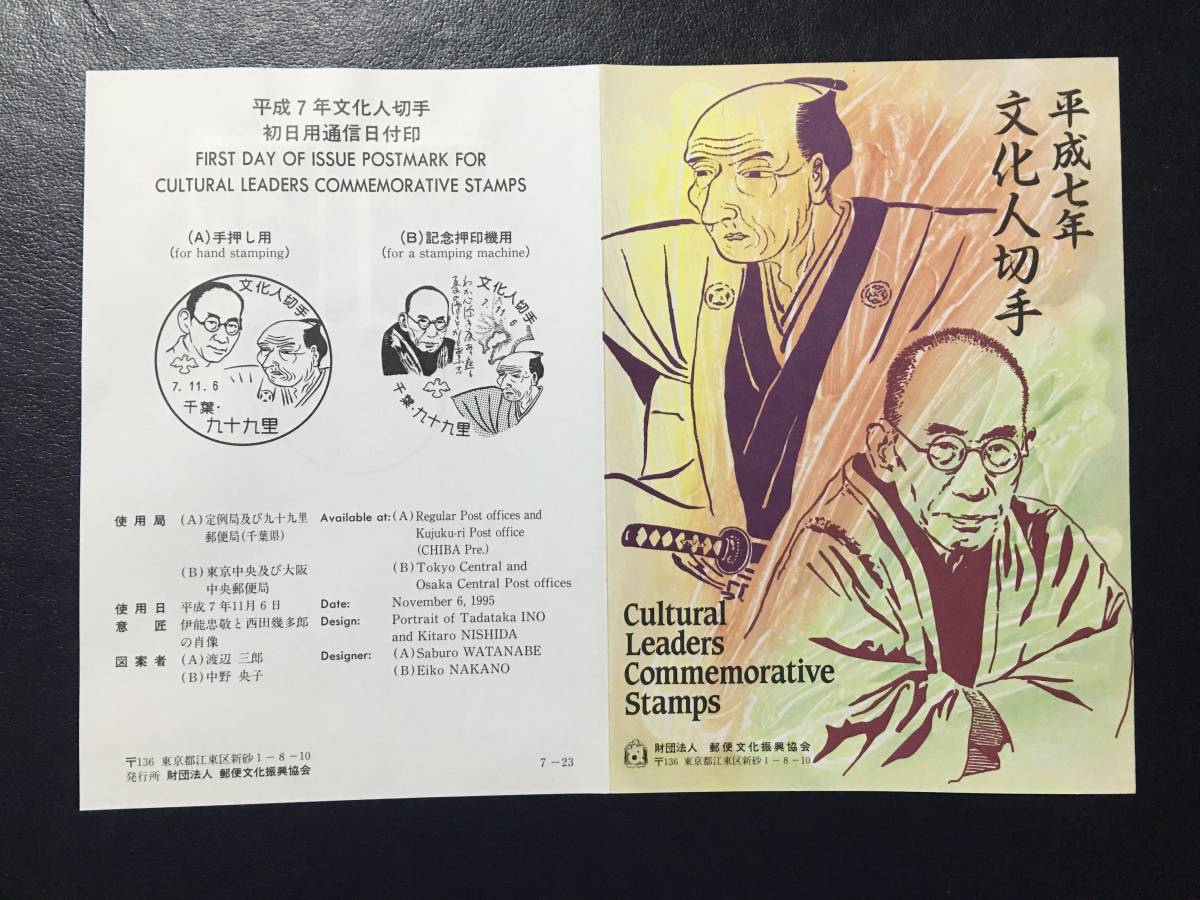 平成7年文化人切手
初日用通信日付印
FIRST DAY OF ISSUE POSTMARK FOR
CULTURAL LEADERS COMMEMORATIVE STAMPS
(A)手押し用
(for hand stamping)
文化人切手
7.11.6
千葉・
九十九里
(B)記念押印機用
(for a stamping machine)
文化人切手
7.11.6
千葉・九十九里
使用局 (A)定例局及び九十九里
郵便局(千葉県)
(B)東京中央及び大阪
中央郵便局
使用日 平成7年11月6日
意匠 伊能忠敬と西田幾多郎
の肖像
図案者 (A)渡辺 三郎
(B)中野 央子
Available at: (A)Regular Post offices and
Kujuku-ri Post office
(CHIBA Pre.)
(B)Tokyo Central and
Osaka Central Post offices
Date: November 6, 1995
Design: Portrait of Tadataka INO
and Kitaro NISHIDA
Designer: (A)Saburo WATANABE
(B)Eiko NAKANO
〒136 東京都江東区新砂1-8-10
発行所 財団法人 郵便文化振興協会
7-23
平成七年
文化人切手
Cultural
Leaders
Commemorative
Stamps
財団法人 郵便文化振興協会
〒136 東京都江東区新砂1-8-10